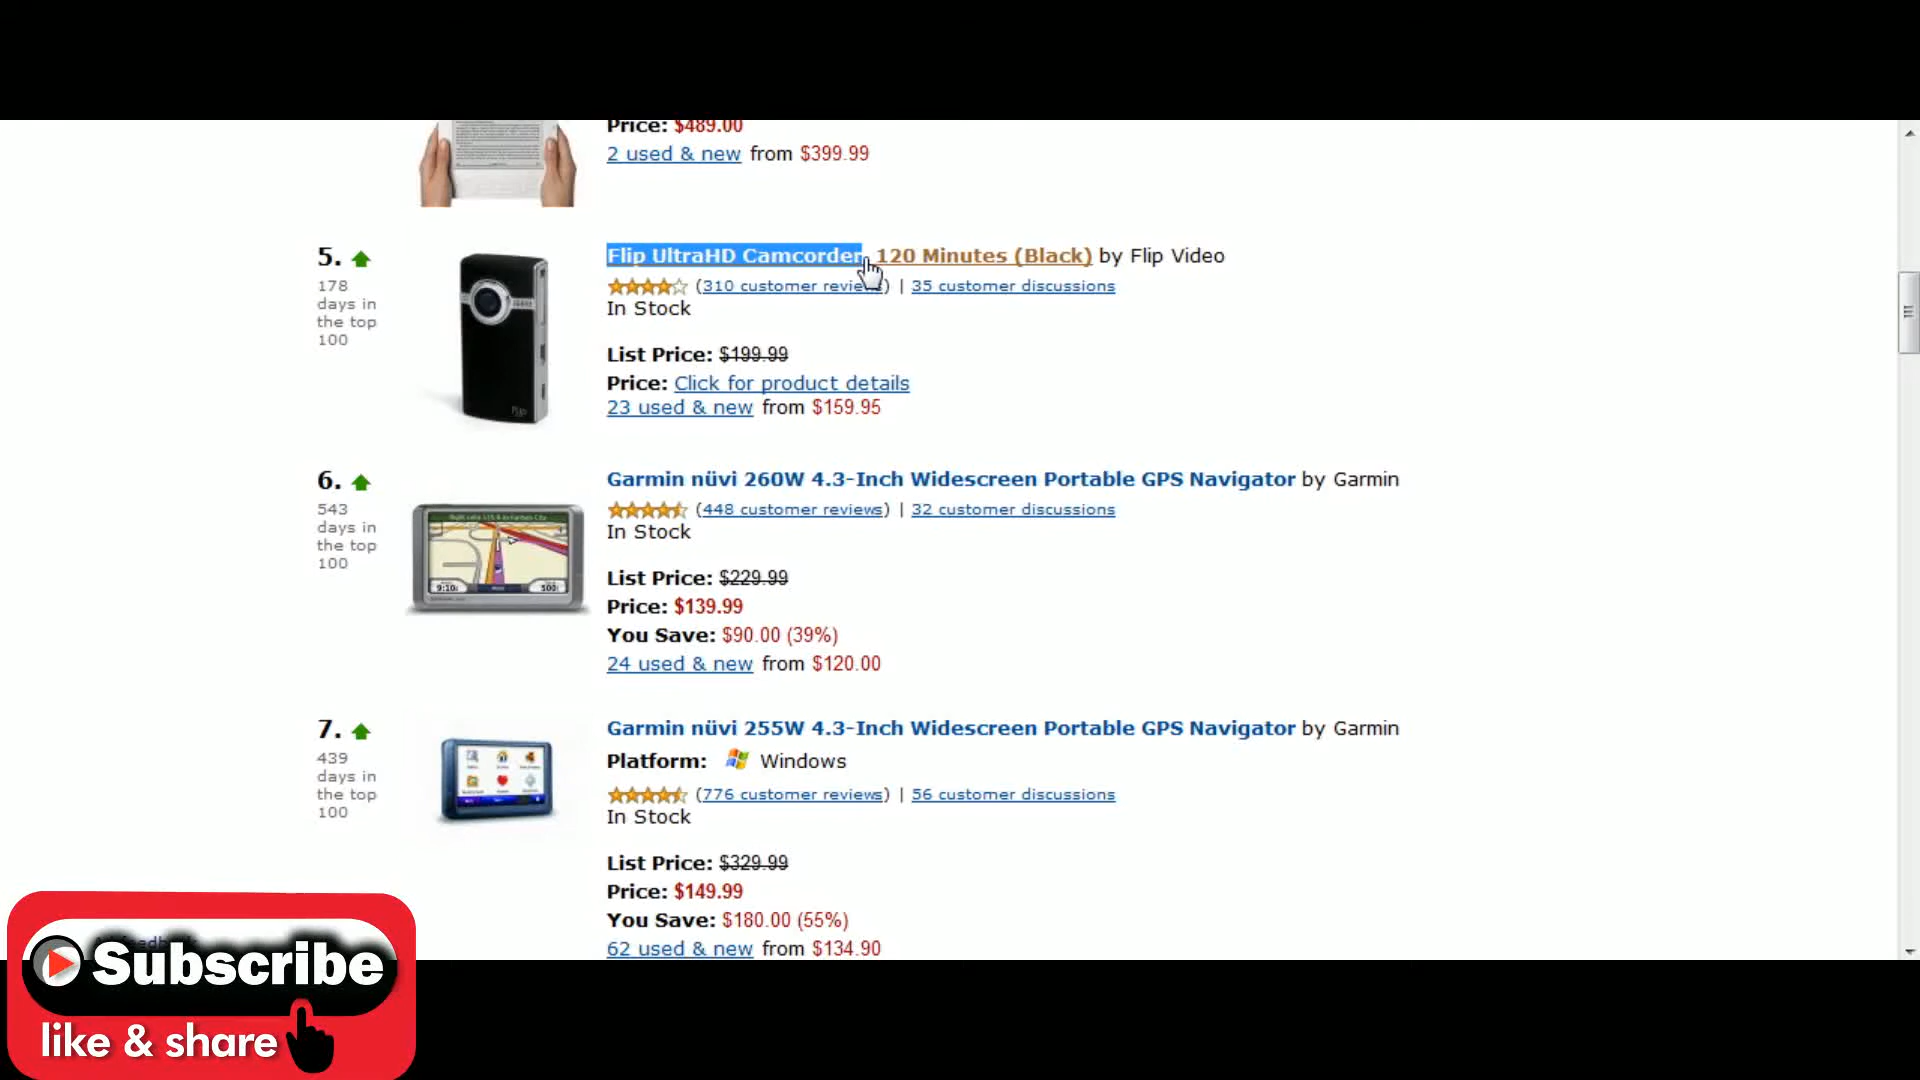 Price: $489.00
2 used & new from $399.99
5.
178
days in
the top
100
Flip UltraHD Camcorder, 120 Minutes (Black) by Flip Video
(310 customer reviews) | 35 customer discussions
In Stock
List Price: $199.99
Price: Click for product details
23 used & new from $159.95
6.
543
days in
the top
100
Garmin nüvi 260W 4.3-Inch Widescreen Portable GPS Navigator by Garmin
(448 customer reviews) | 32 customer discussions
In Stock
List Price: $229.99
Price: $139.99
You Save: $90.00 (39%)
24 used & new from $120.00
7.
439
days in
the top
100
Garmin nüvi 255W 4.3-Inch Widescreen Portable GPS Navigator by Garmin
Platform: Windows
(776 customer reviews) | 56 customer discussions
In Stock
List Price: $329.99
Price: $149.99
You Save: $180.00 (55%)
62 used & new from $134.90
Subscribe
like & share